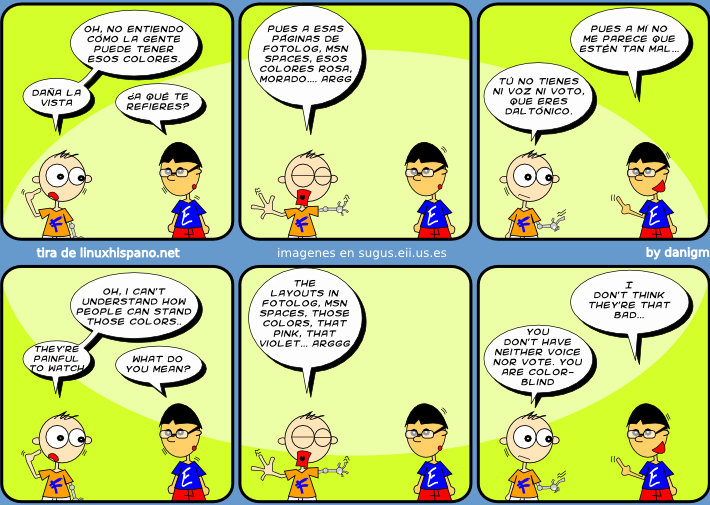 OH, NO ENTIENDO
CÓMO LA GENTE
PUEDE TENER
ESOS COLORES.
DAÑA LA
VISTA
¿A QUÉ TE
REFIERES?
PUES A ESAS
PÁGINAS DE
FOTOLOG, MSN
SPACES, ESOS
COLORES ROSA,
MORADO.... ARGG
PUES A MÍ NO
ME PARECE QUE
ESTÉN TAN MAL...
TÚ NO TIENES
NI VOZ NI VOTO,
QUE ERES
DALTÓNICO.
tira de linuxhispano.net
imagenes en sugus.eii.us.es
by danigm
OH, I CAN'T
UNDERSTAND HOW
PEOPLE CAN STAND
THOSE COLORS..
THEY'RE
PAINFUL
TO WATCH
WHAT DO
YOU MEAN?
THE
LAYOUTS IN
FOTOLOG, MSN
SPACES, THOSE
COLORS, THAT
PINK, THAT
VIOLET... ARGGG
I
DON'T THINK
THEY'RE THAT
BAD...
YOU
DON'T HAVE
NEITHER VOICE
NOR VOTE. YOU
ARE COLOR-
BLIND